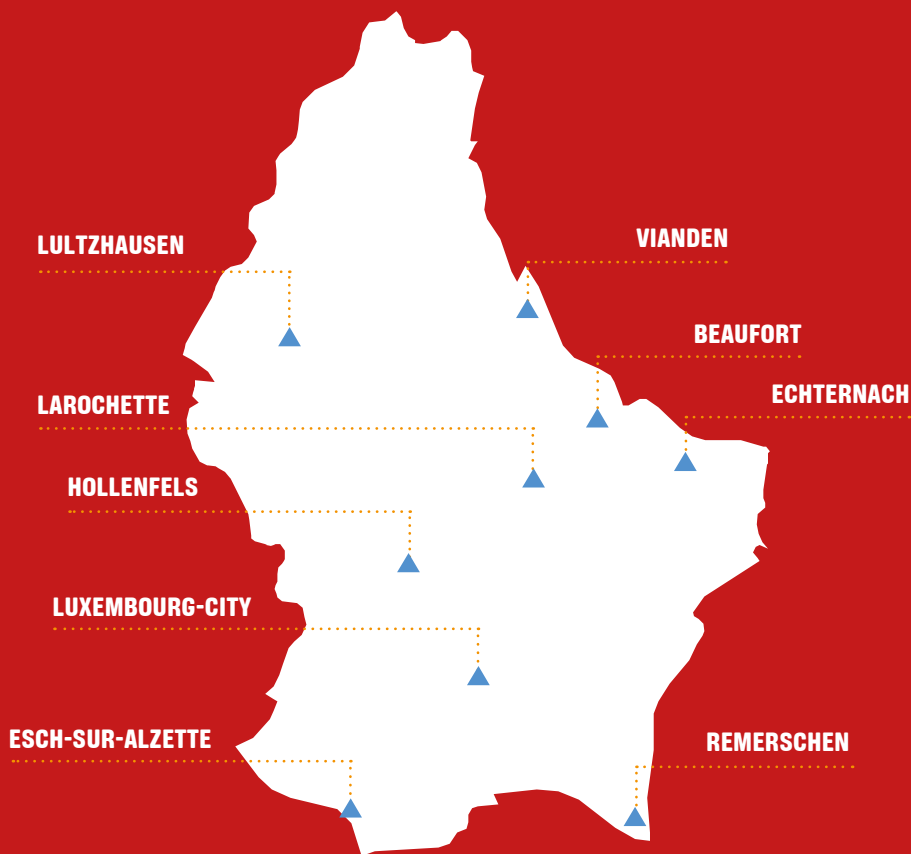 VIANDEN
LULTZHAUSEN
BEAUFORT
ECHTERNACH
LAROCHETTE
HOLLENFELS
LUXEMBOURG-CITY
ESCH-SUR-ALZETTE
REMERSCHEN